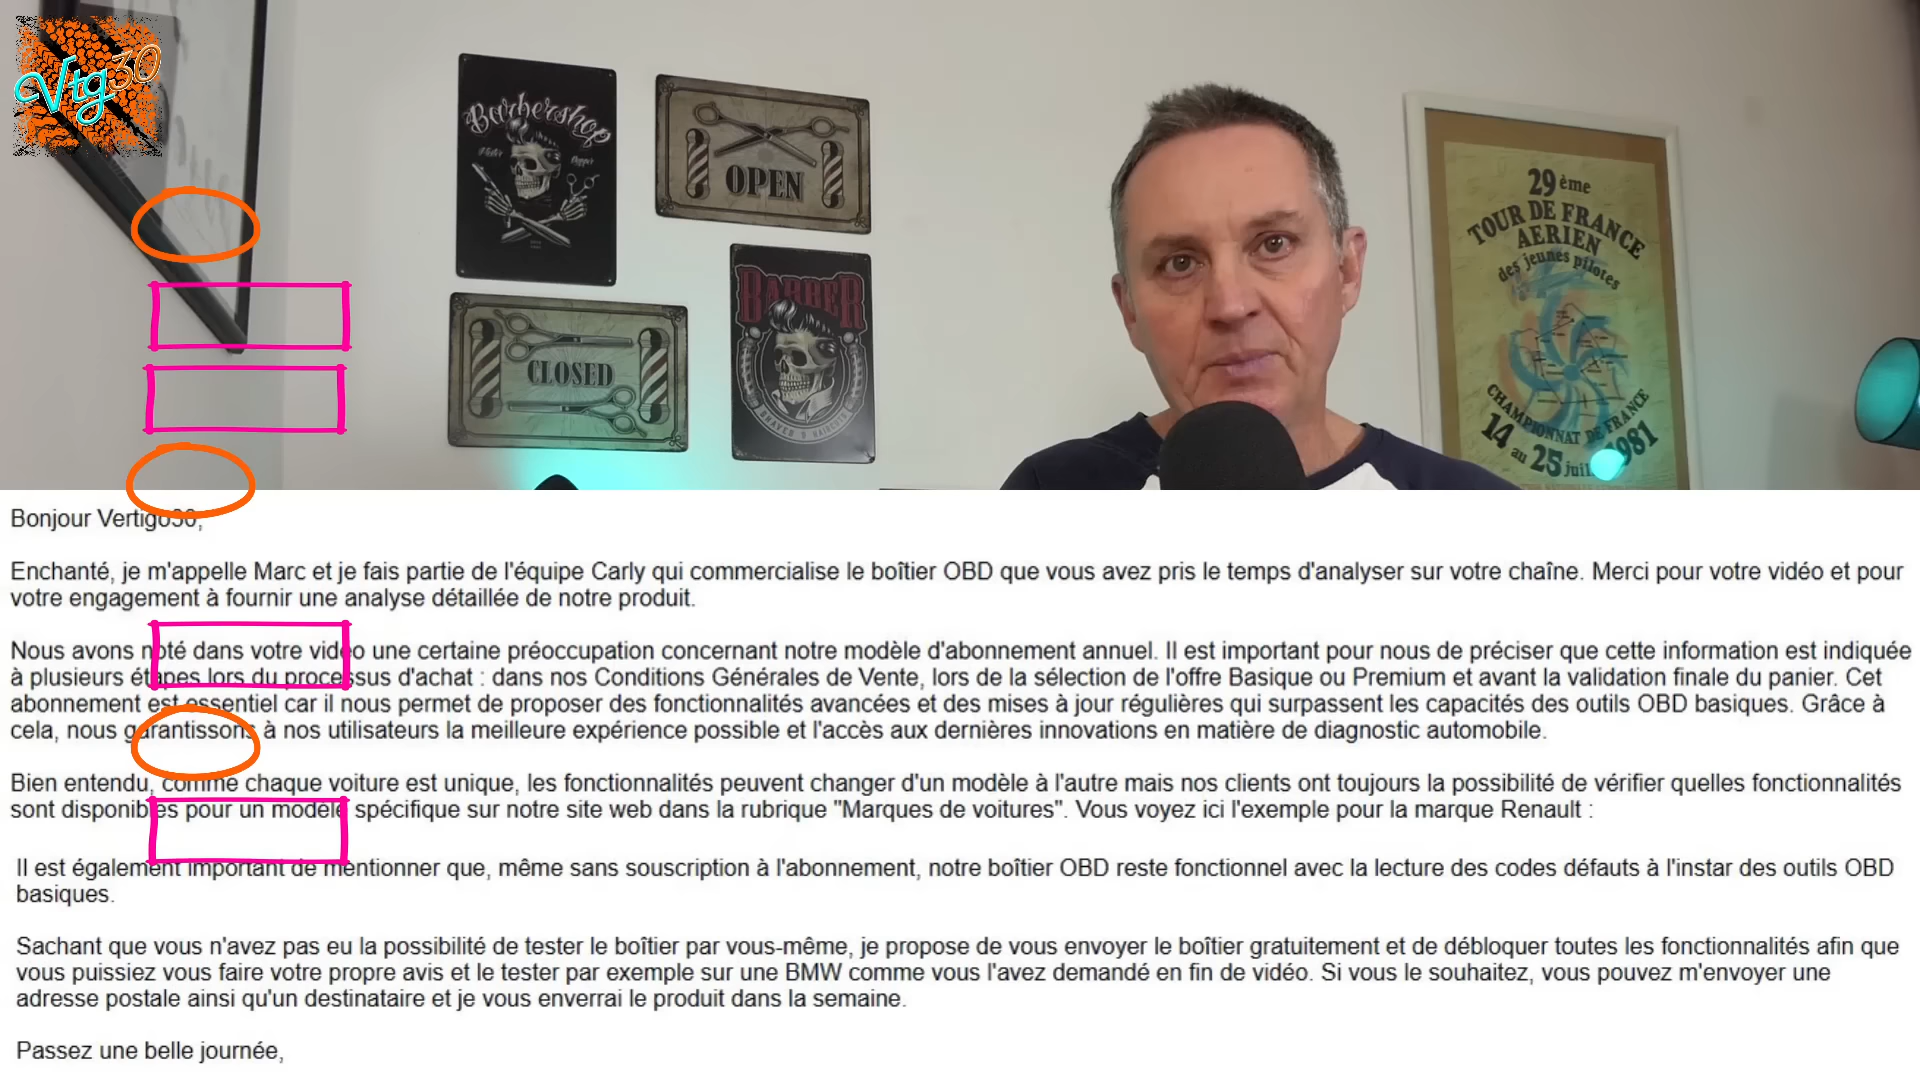 Vtg30
Barbershop
OPEN
CLOSED
BARBER
29ème
TOUR DE FRANCE
AERIEN
des jeunes pilotes
CHAMPIONNAT DE FRANCE
14 au 25 juil 1981
Bonjour Vertigo30,
Enchanté, je m'appelle Marc et je fais partie de l'équipe Carly qui commercialise le boîtier OBD que vous avez pris le temps d'analyser sur votre chaîne. Merci pour votre vidéo et pour
votre engagement à fournir une analyse détaillée de notre produit.
Nous avons noté dans votre vidéo une certaine préoccupation concernant notre modèle d'abonnement annuel. Il est important pour nous de préciser que cette information est indiquée
à plusieurs étapes lors du processus d'achat : dans nos Conditions Générales de Vente, lors de la sélection de l'offre Basique ou Premium et avant la validation finale du panier. Cet
abonnement est essentiel car il nous permet de proposer des fonctionnalités avancées et des mises à jour régulières qui surpassent les capacités des outils OBD basiques. Grâce à
cela, nous garantissons à nos utilisateurs la meilleure expérience possible et l'accès aux dernières innovations en matière de diagnostic automobile.
Bien entendu, comme chaque voiture est unique, les fonctionnalités peuvent changer d'un modèle à l'autre mais nos clients ont toujours la possibilité de vérifier quelles fonctionnalités
sont disponibles pour un modèle spécifique sur notre site web dans la rubrique "Marques de voitures". Vous voyez ici l'exemple pour la marque Renault :
Il est également important de mentionner que, même sans souscription à l'abonnement, notre boîtier OBD reste fonctionnel avec la lecture des codes défauts à l'instar des outils OBD
basiques.
Sachant que vous n'avez pas eu la possibilité de tester le boîtier par vous-même, je propose de vous envoyer le boîtier gratuitement et de débloquer toutes les fonctionnalités afin que
vous puissiez vous faire votre propre avis et le tester par exemple sur une BMW comme vous l'avez demandé en fin de vidéo. Si vous le souhaitez, vous pouvez m'envoyer une
adresse postale ainsi qu'un destinataire et je vous enverrai le produit dans la semaine.
Passez une belle journée,